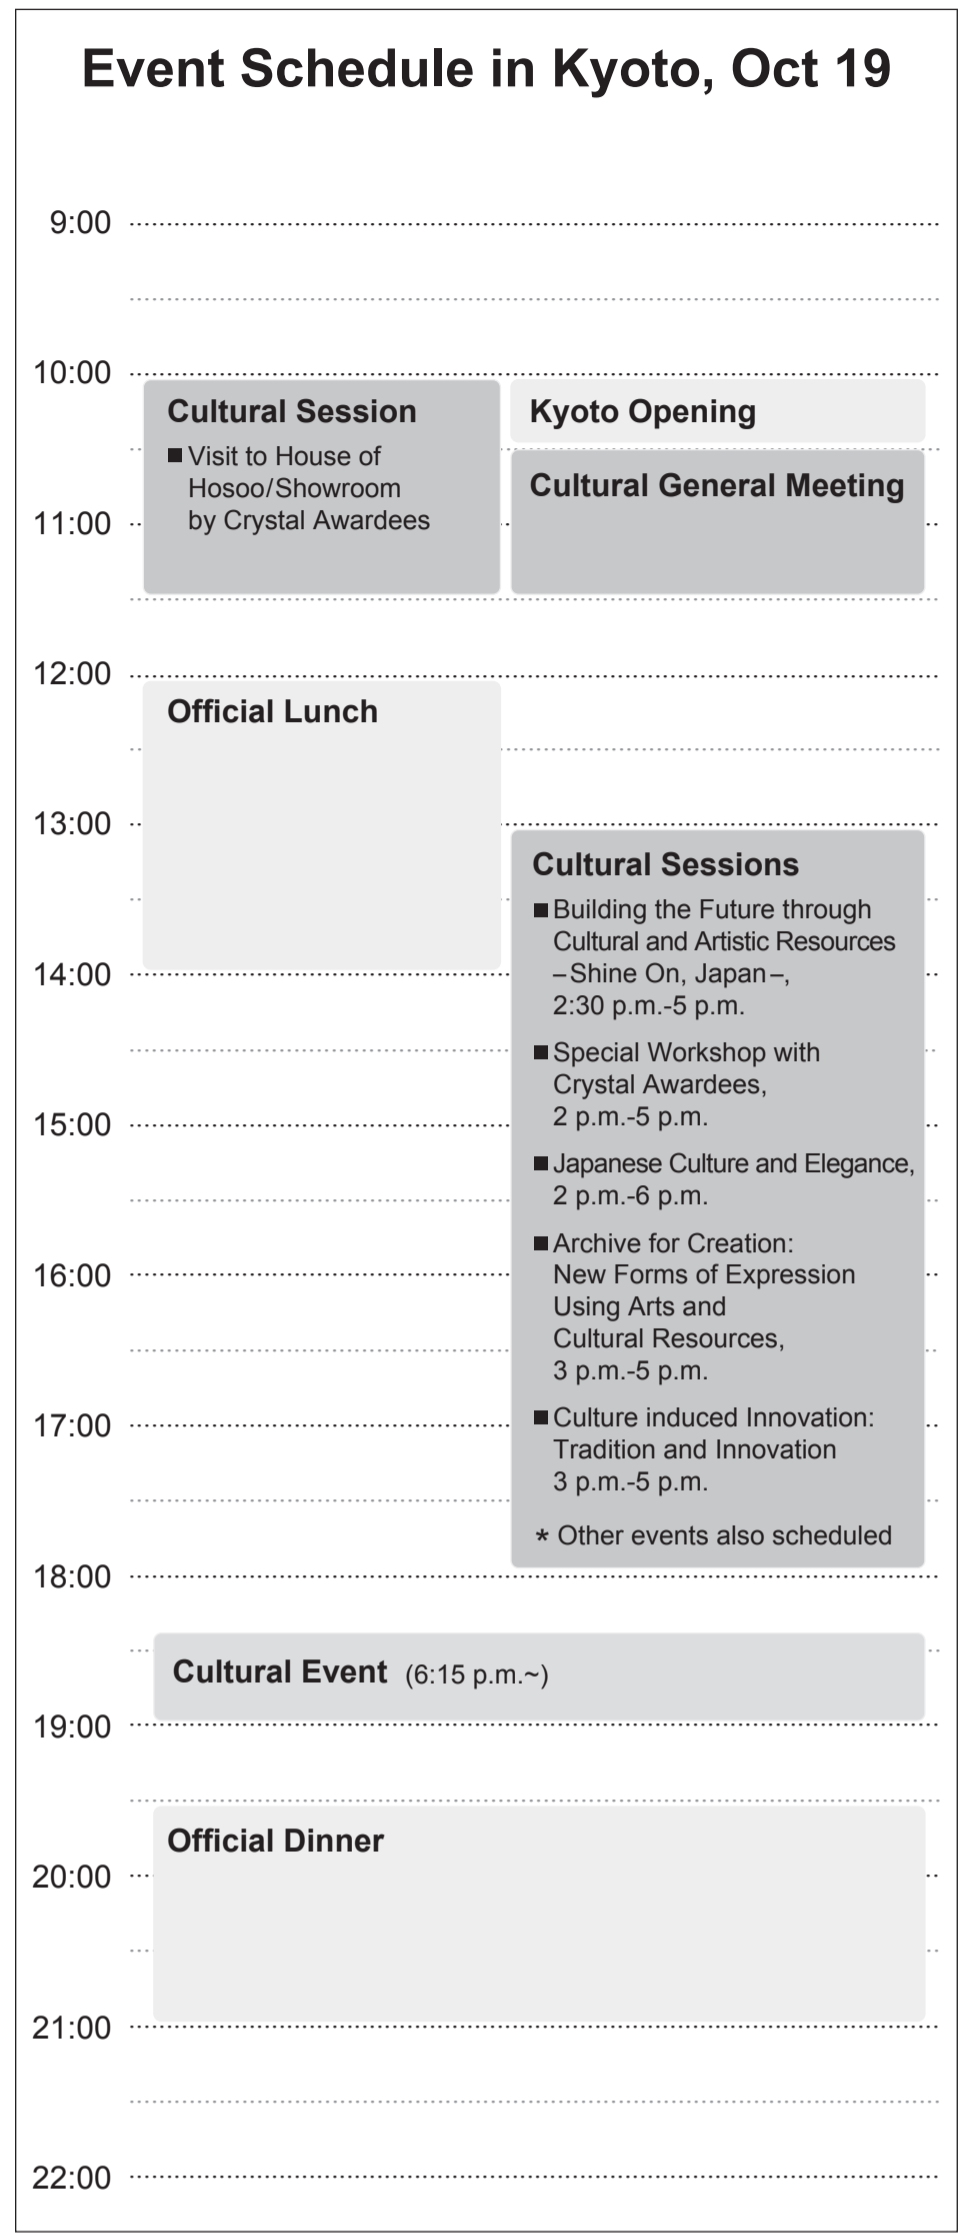 Event Schedule in Kyoto, Oct 19
9:00
10:00
Cultural Session
■ Visit to House of
Hosoo/Showroom
by Crystal Awardees
Kyoto Opening
Cultural General Meeting
11:00
12:00
Official Lunch
13:00
Cultural Sessions
■ Building the Future through
Cultural and Artistic Resources
–Shine On, Japan–,
2:30 p.m.-5 p.m.
■ Special Workshop with
Crystal Awardees,
2 p.m.-5 p.m.
■ Japanese Culture and Elegance,
2 p.m.-6 p.m.
■ Archive for Creation:
New Forms of Expression
Using Arts and
Cultural Resources,
3 p.m.-5 p.m.
■ Culture induced Innovation:
Tradition and Innovation
3 p.m.-5 p.m.
* Other events also scheduled
14:00
15:00
16:00
17:00
18:00
Cultural Event (6:15 p.m.~)
19:00
Official Dinner
20:00
21:00
22:00